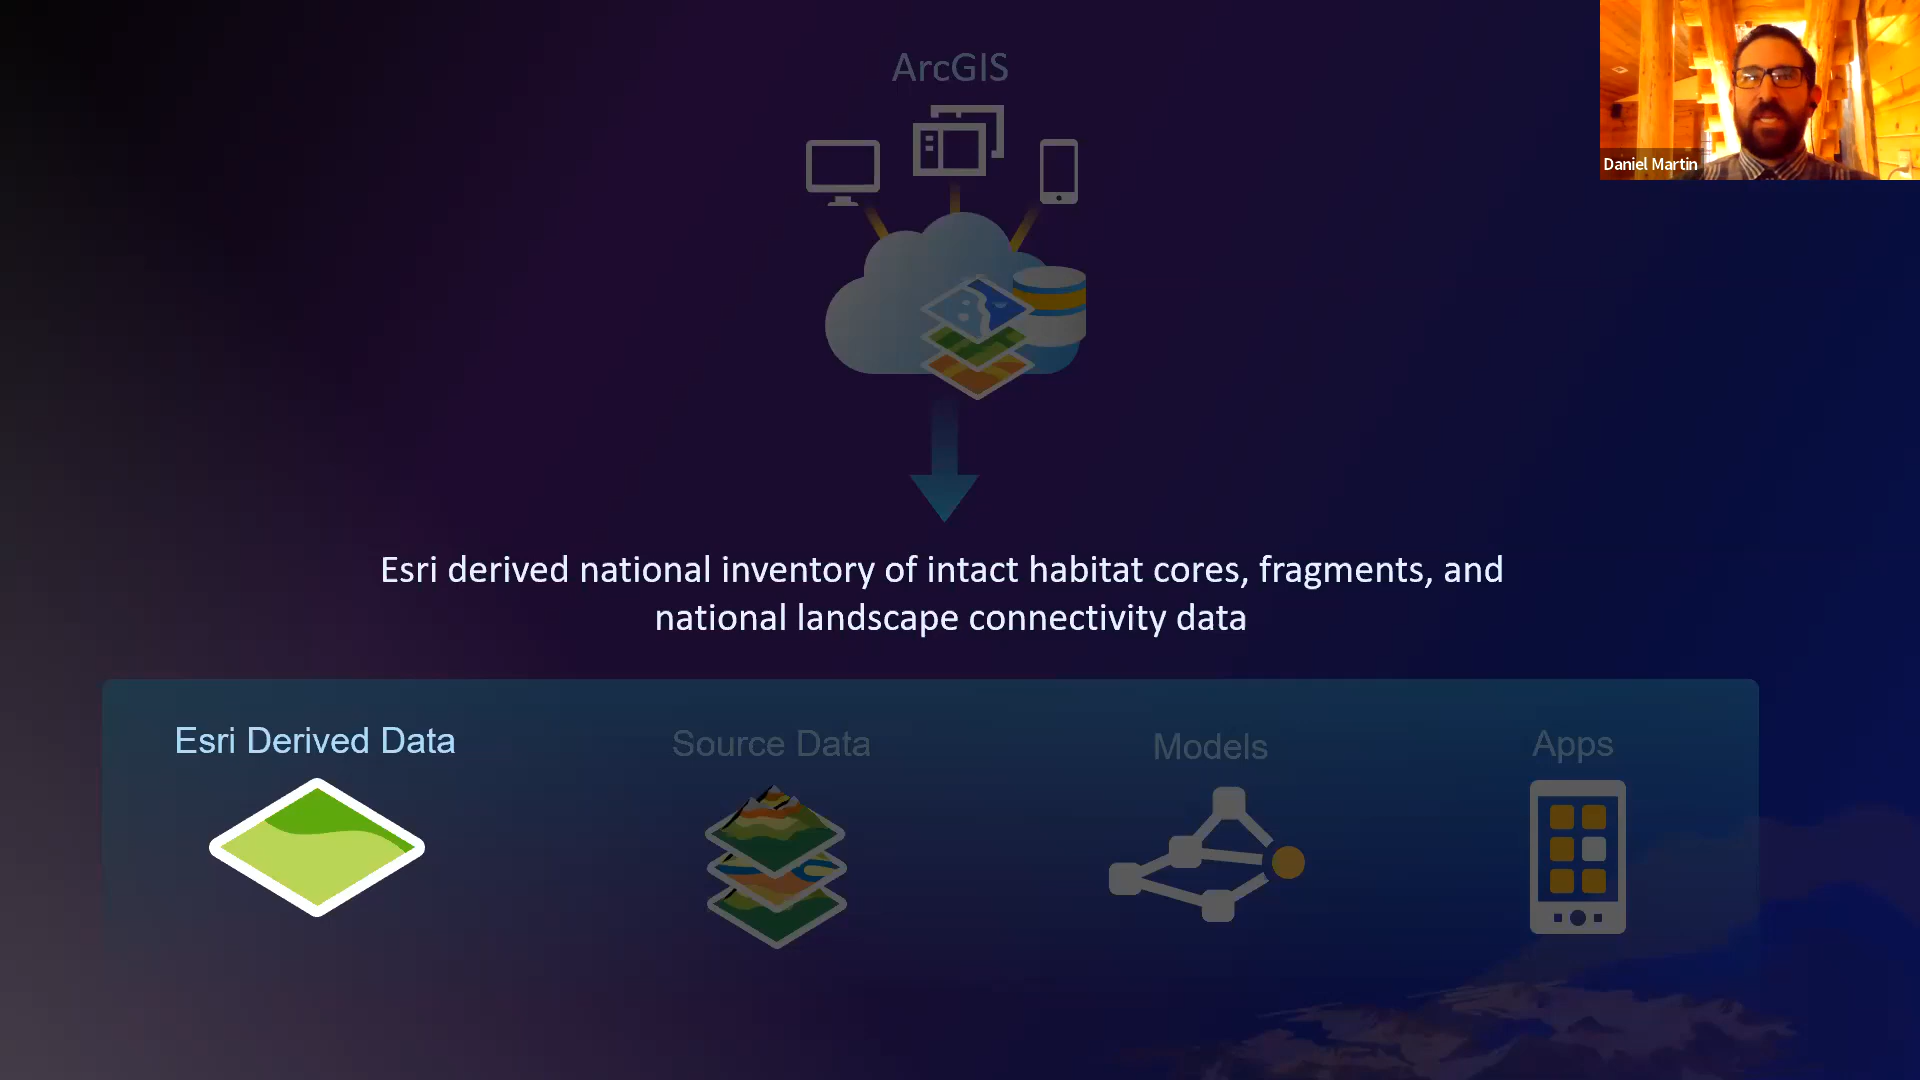 ArcGIS
Daniel Martin
Esri derived national inventory of intact habitat cores, fragments, and
national landscape connectivity data
Esri Derived Data
Source Data
Models
Apps